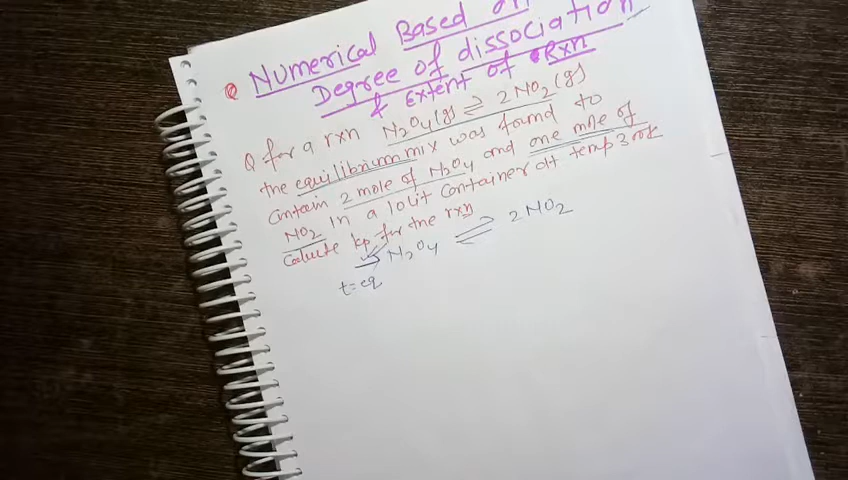 Numerical Based on
Degree of dissociation
& Extent of Rxn
Q for a rxn N₂O₄(g) ⇌ 2NO₂(g)
the equilibrium mix was found to
Contain 2 mole of N₂O₄ and one mole of
NO₂ in a 10 lit Container at temp 300K
Calculate kp for the rxn
⇒ N₂O₄ ⇌ 2NO₂
t=eq